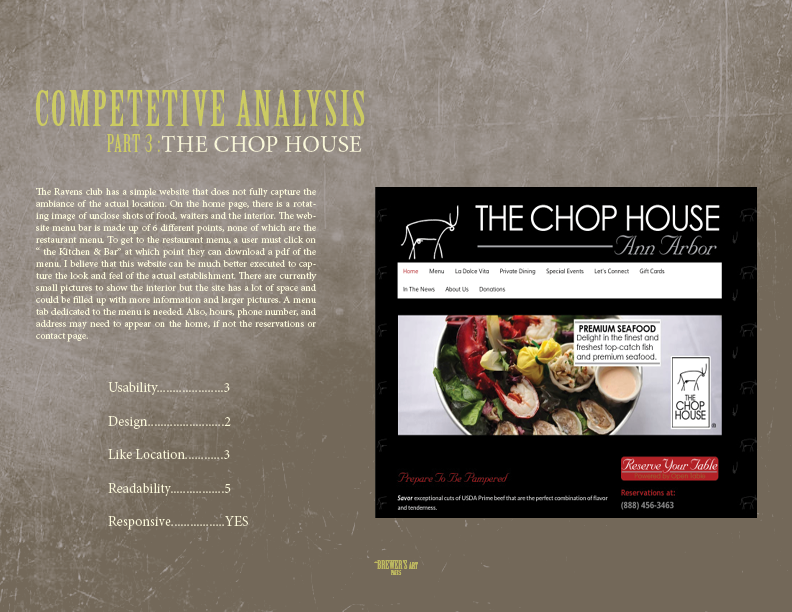 COMPETETIVE ANALYSIS
PART 3 : THE CHOP HOUSE
The Ravens club has a simple website that does not fully capture the
ambiance of the actual location. On the home page, there is a rotat-
ing image of unclose shots of food, waiters and the interior. The web-
site menu bar is made up of 6 different points, none of which are the
restaurant menu. To get to the restaurant menu, a user must click on
“ the Kitchen & Bar” at which point they can download a pdf of the
menu. I believe that this website can be much better executed to cap-
ture the look and feel of the actual establishment. There are currently
small pictures to show the interior but the site has a lot of space and
could be filled up with more information and larger pictures. A menu
tab dedicated to the menu is needed. Also, hours, phone number, and
address may need to appear on the home, if not the reservations or
contact page.
Usability.....................3
Design........................2
Like Location............3
Readability.................5
Responsive.................YES
THE CHOP HOUSE
Ann Arbor
Home Menu La Dolce Vita Private Dining Special Events Let's Connect Gift Cards
In The News About Us Donations
PREMIUM SEAFOOD
Delight in the finest and
freshest top-catch fish
and premium seafood.
THE
CHOP
HOUSE
®
Prepare To Be Pampered
Savor exceptional cuts of USDA Prime beef that are the perfect combination of flavor
and tenderness.
Reserve Your Table
Reservations at:
(888) 456-3463
THE BREWER'S ART